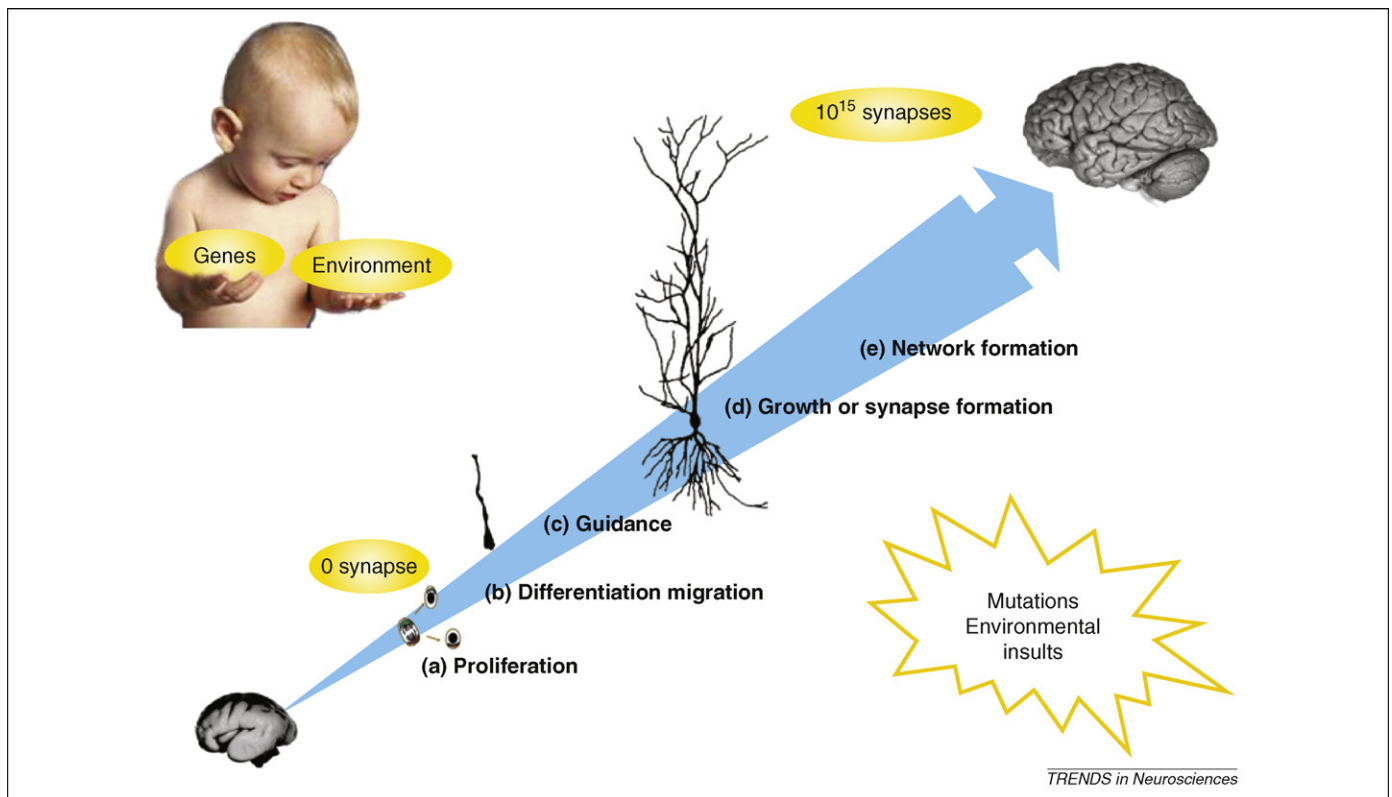 Genes
Environment
10¹⁵ synapses
(e) Network formation
(d) Growth or synapse formation
(c) Guidance
0 synapse
(b) Differentiation migration
(a) Proliferation
Mutations
Environmental
insults
TRENDS in Neurosciences